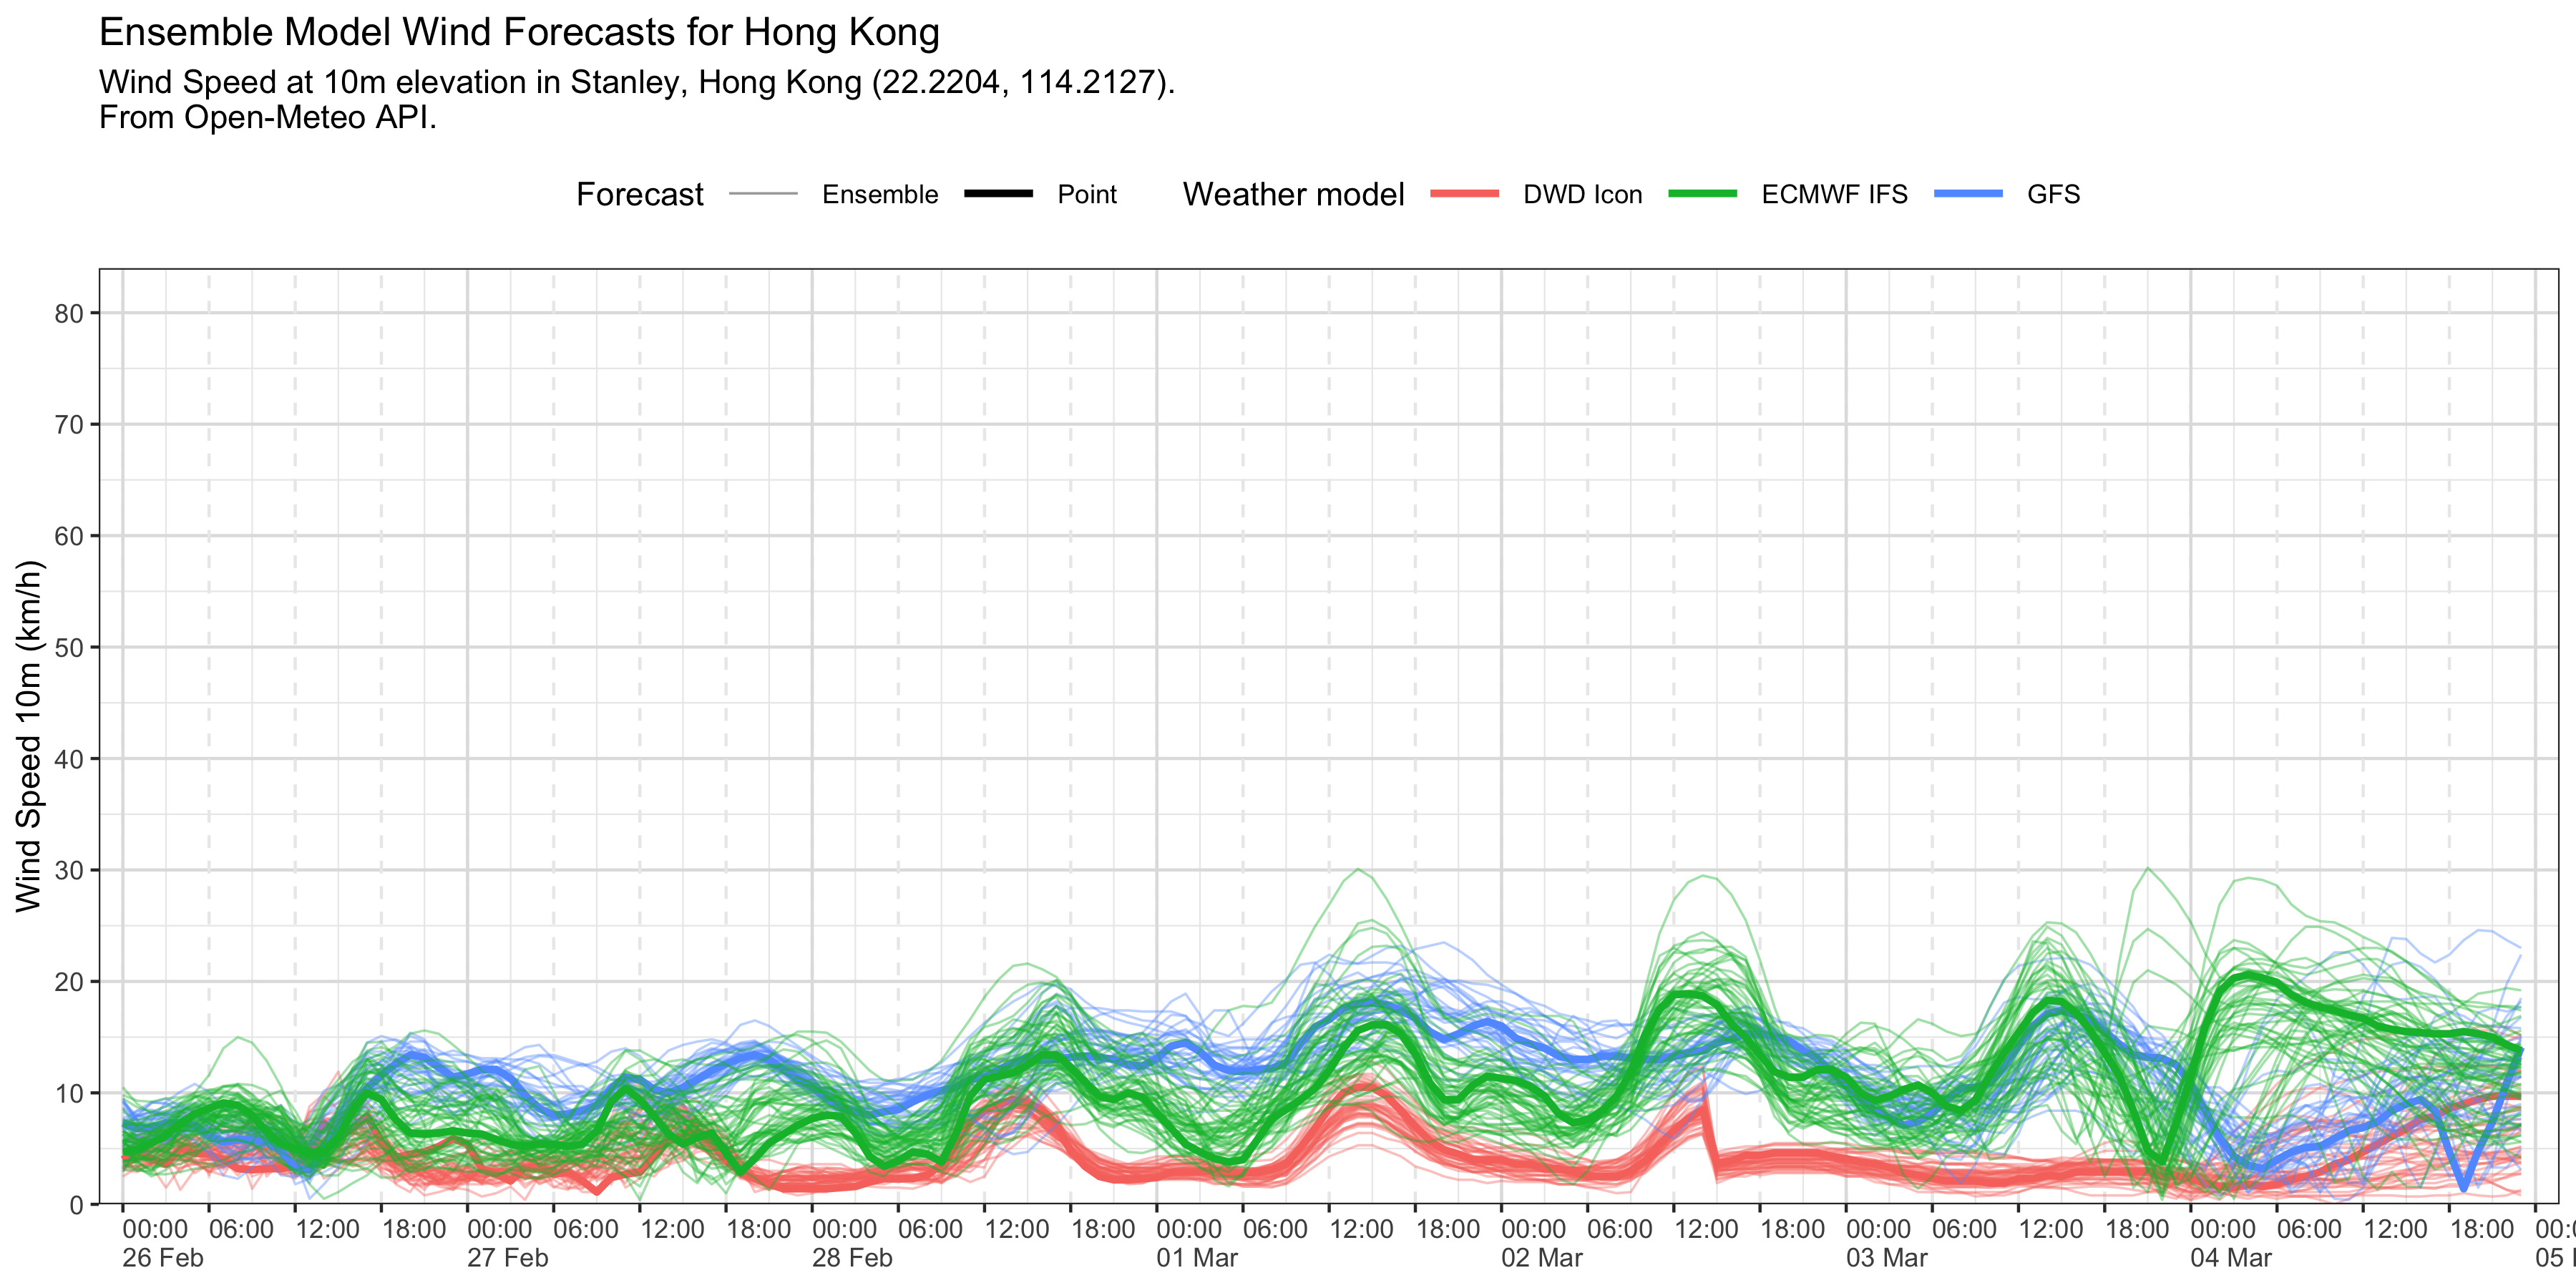 Ensemble Model Wind Forecasts for Hong Kong
Wind Speed at 10m elevation in Stanley, Hong Kong (22.2204, 114.2127).
From Open-Meteo API.
Forecast Ensemble Point Weather model DWD Icon ECMWF IFS GFS
Wind Speed 10m (km/h)
80
70
60
50
40
30
20
10
0
00:00 06:00 12:00 18:00 00:00 06:00 12:00 18:00 00:00 06:00 12:00 18:00 00:00 06:00 12:00 18:00 00:00 06:00 12:00 18:00 00:00 06:00 12:00 18:00 00:00 06:00 12:00 18:00
26 Feb 27 Feb 28 Feb 01 Mar 02 Mar 03 Mar 04 Mar 05